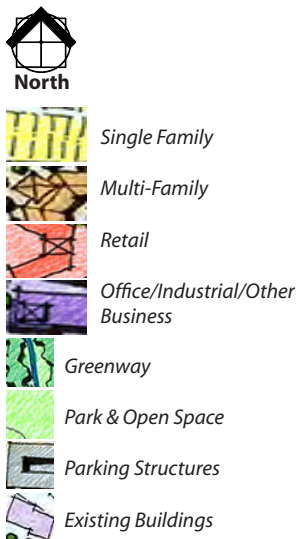 North
Single Family
Multi-Family
Retail
Office/Industrial/Other
Business
Greenway
Park & Open Space
Parking Structures
Existing Buildings